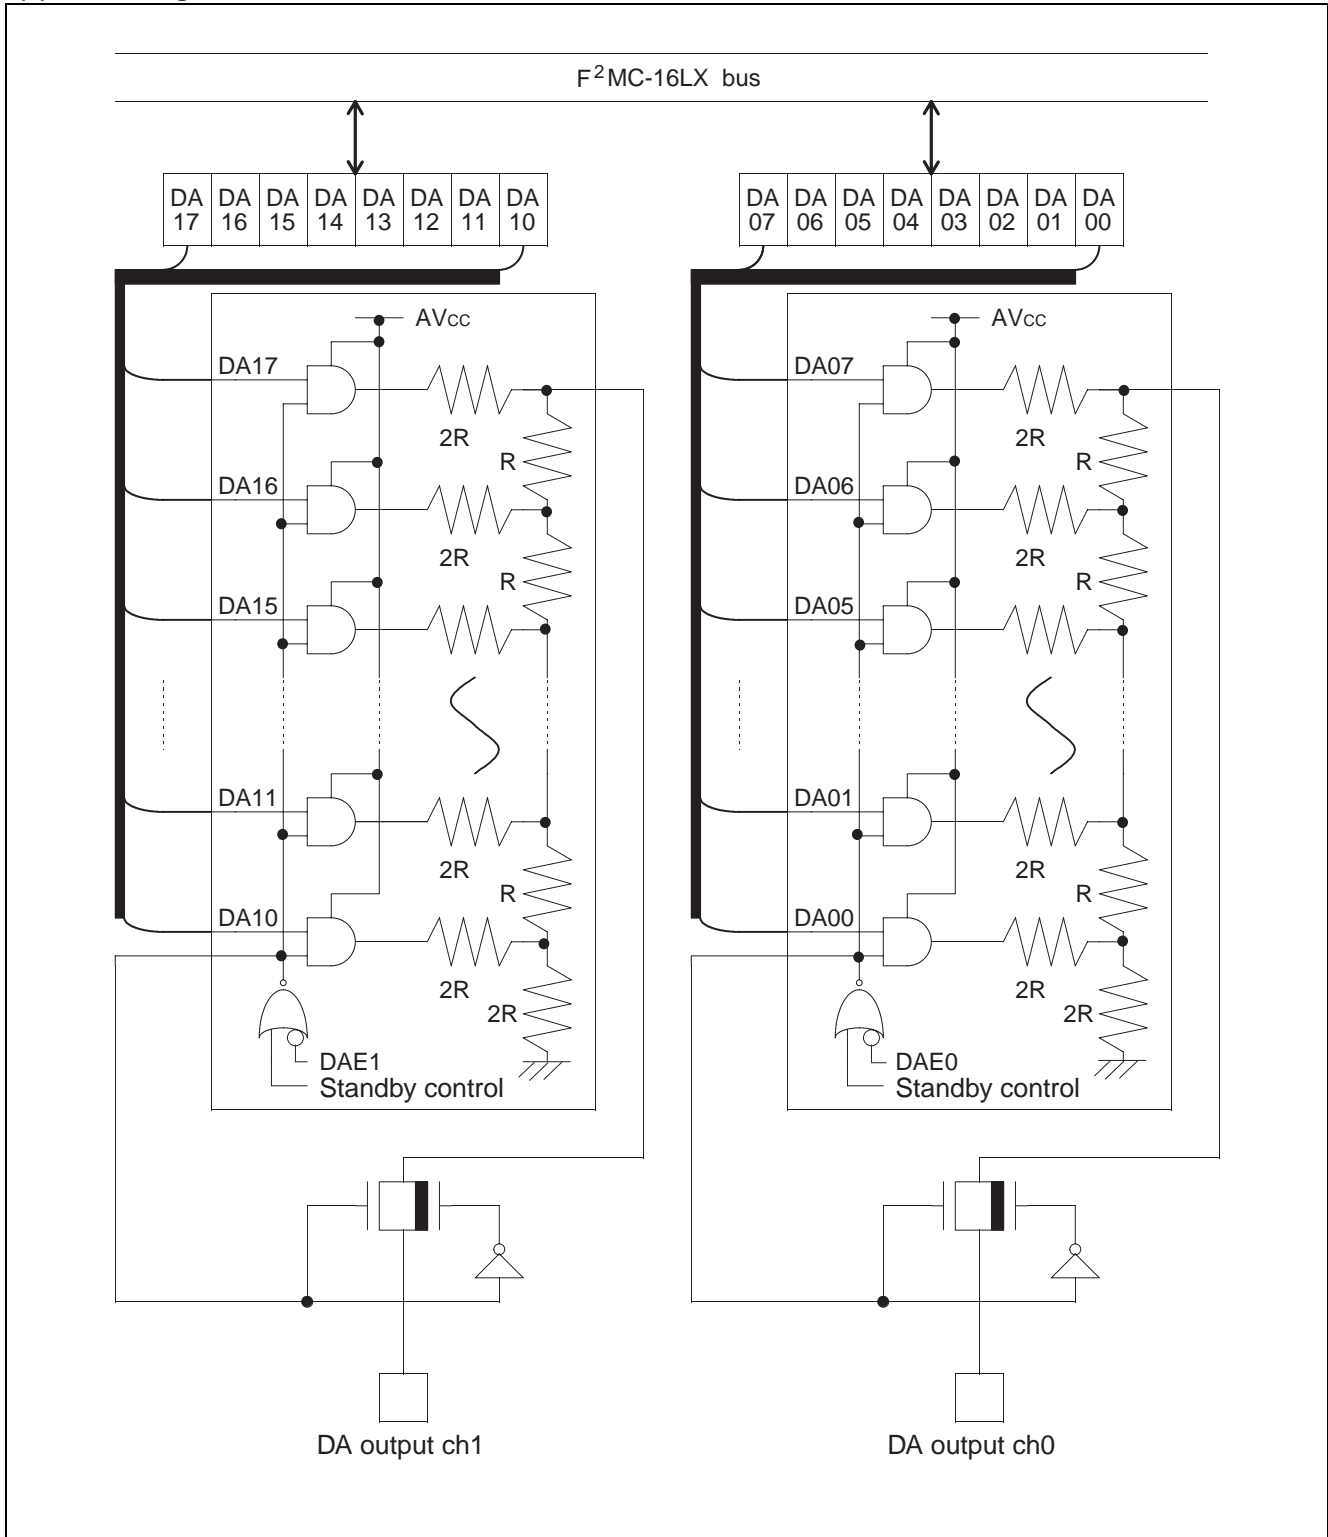 F2MC-16LX bus
DA 17 DA 16 DA 15 DA 14 DA 13 DA 12 DA 11 DA 10
DA 07 DA 06 DA 05 DA 04 DA 03 DA 02 DA 01 DA 00
AVCC
DA17
2R
R
DA16
2R
R
DA15
DA11
2R
R
DA10
2R
2R
DAE1
Standby control
DA output ch1
AVCC
DA07
2R
R
DA06
2R
R
DA05
DA01
2R
R
DA00
2R
2R
DAE0
Standby control
DA output ch0